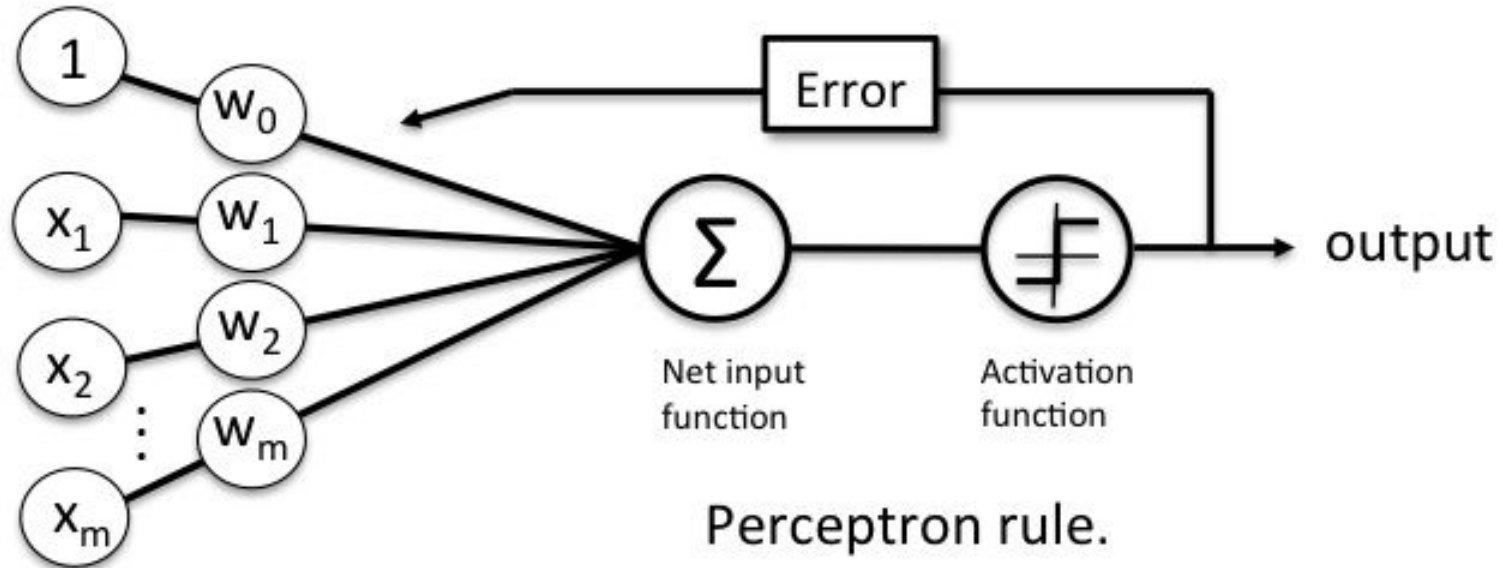 1
w₀
Error
x₁
w₁
Σ
output
x₂
w₂
Net input
function
Activation
function
⋮
wₘ
xₘ
Perceptron rule.